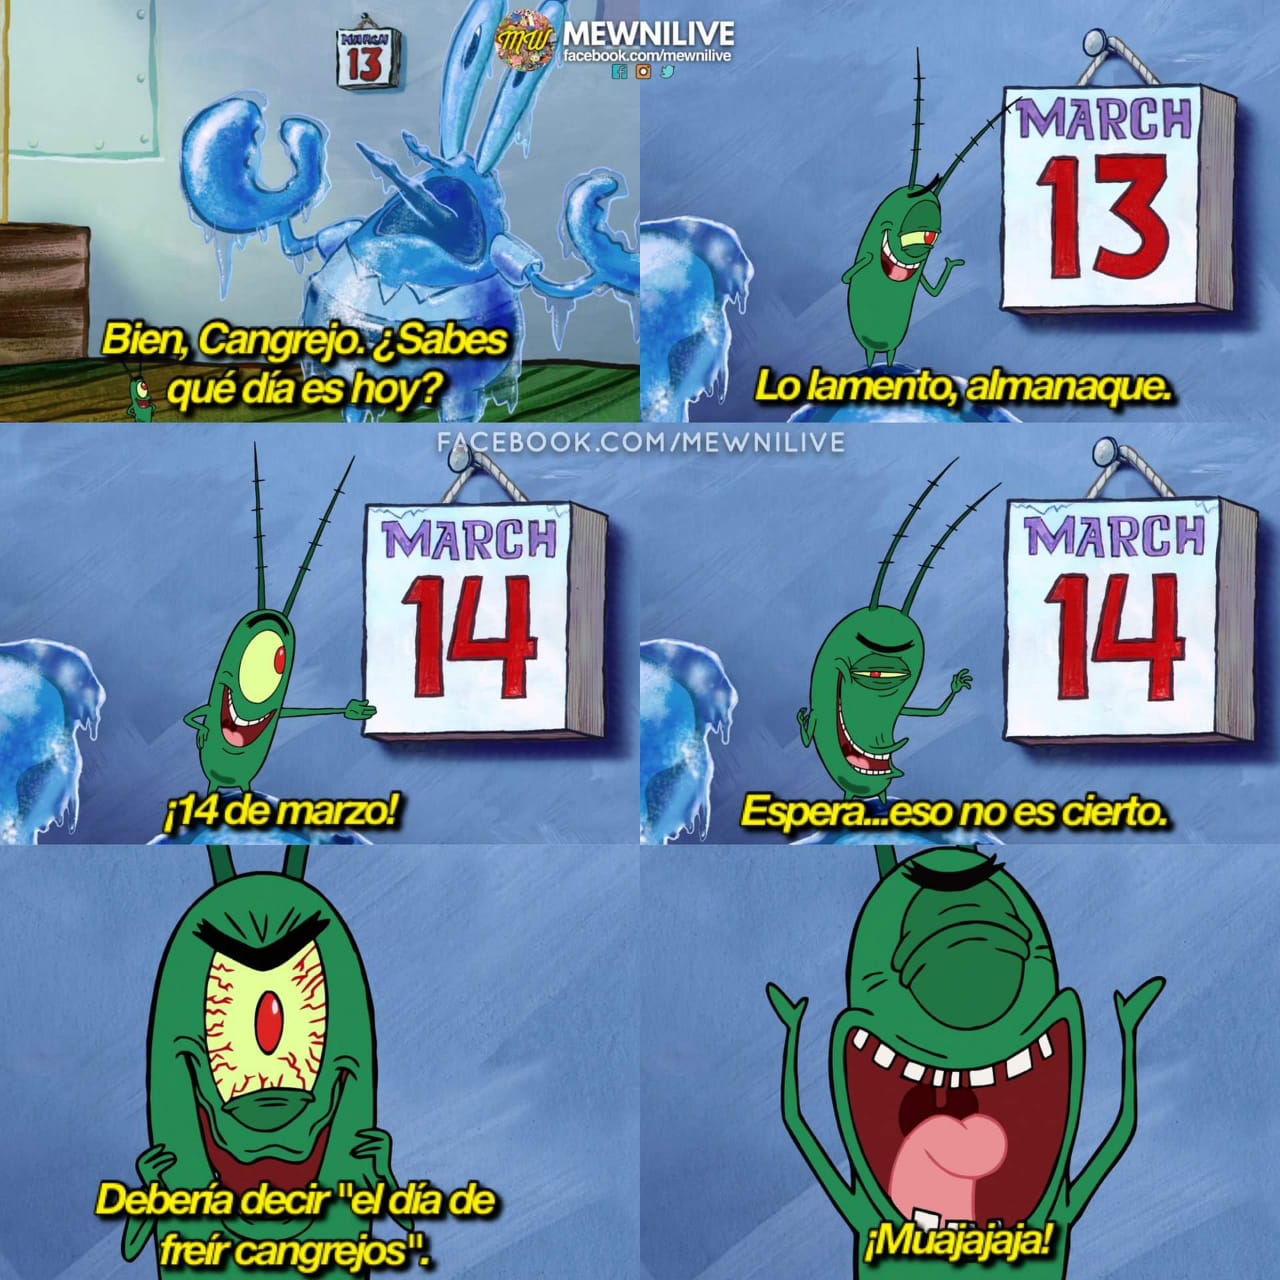 MARCH
13
MW
MEWNILIVE
facebook.com/mewnilive
Bien, Cangrejo. ¿Sabes
qué día es hoy?
MARCH
13
Lo lamento, almanaque.
FACEBOOK.COM/MEWNILIVE
MARCH
14
¡14 de marzo!
MARCH
14
Espera...eso no es cierto.
Debería decir "el día de
freír cangrejos".
¡Muajajaja!